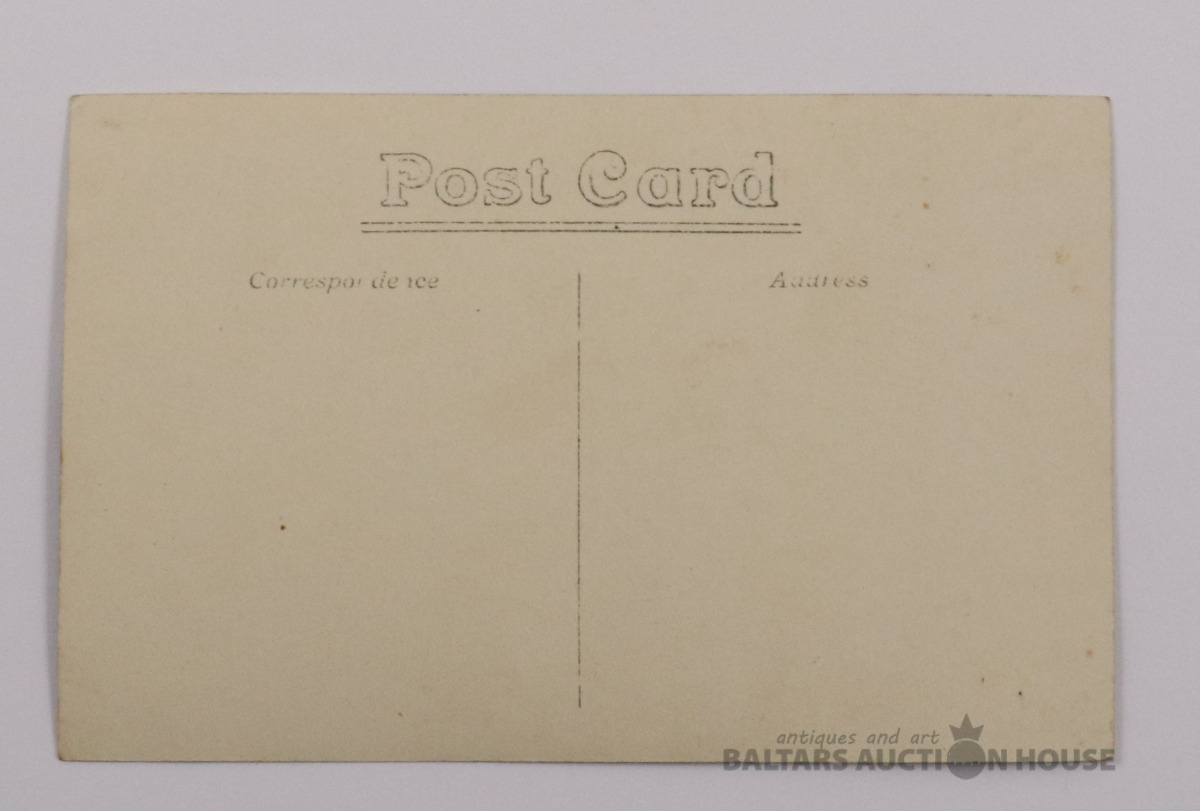 Post Card
Correspondence
Address
antiques and art
BALTARS AUCTION HOUSE